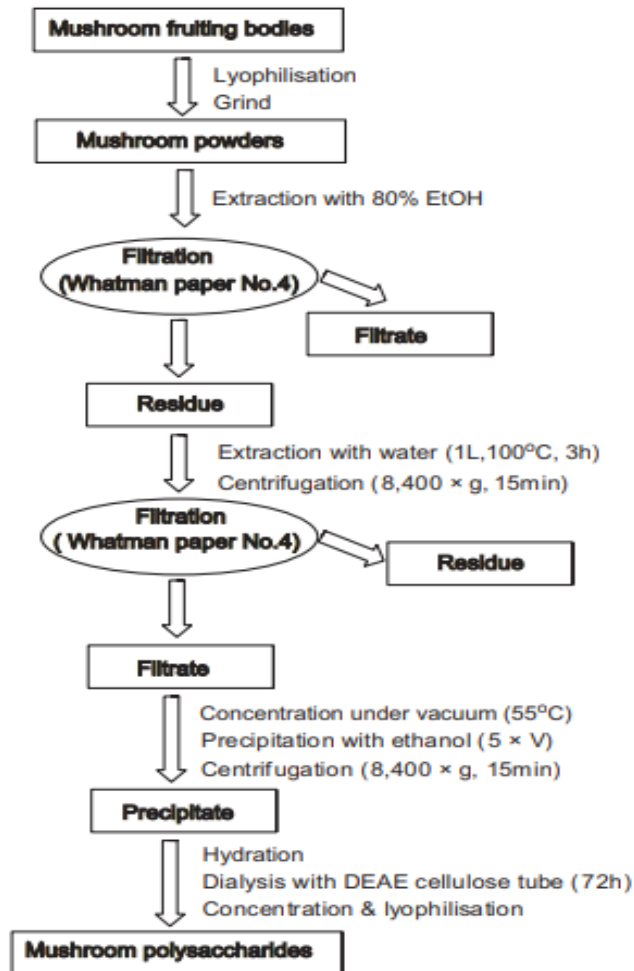 Mushroom fruiting bodies
Lyophilisation
Grind
Mushroom powders
Extraction with 80% EtOH
Filtration
(Whatman paper No.4)
Filtrate
Residue
Extraction with water (1L,100°C, 3h)
Centrifugation (8,400 × g, 15min)
Filtration
( Whatman paper No.4)
Residue
Filtrate
Concentration under vacuum (55°C)
Precipitation with ethanol (5 × V)
Centrifugation (8,400 × g, 15min)
Precipitate
Hydration
Dialysis with DEAE cellulose tube (72h)
Concentration & lyophilisation
Mushroom polysaccharides